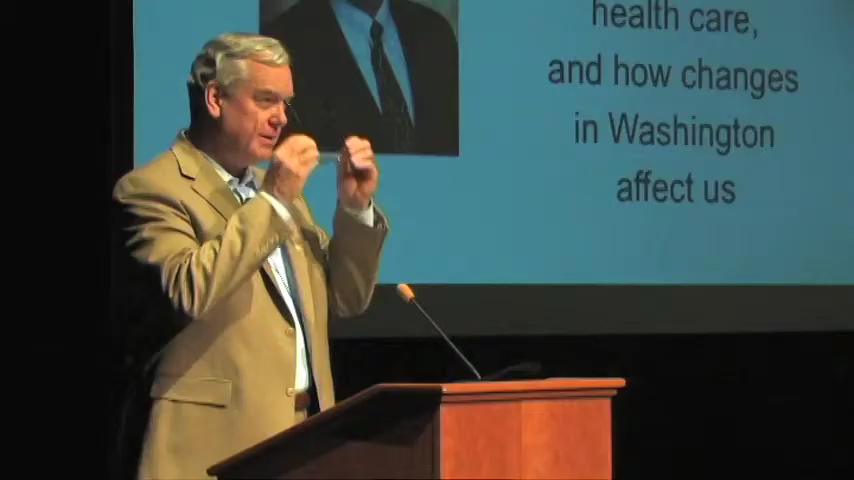 health care,
and how changes
in Washington
affect us